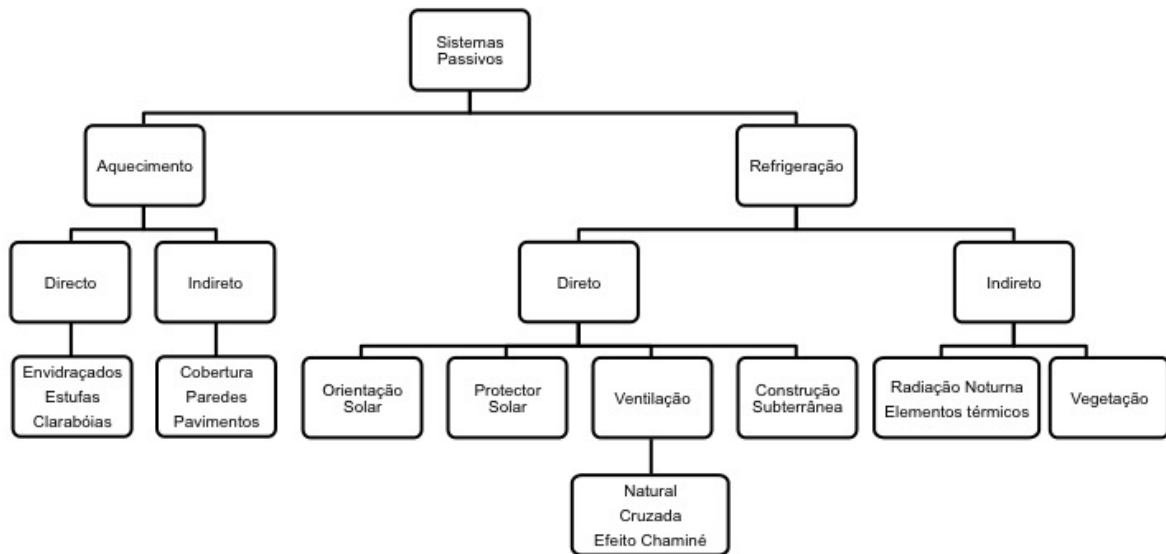 Sistemas
Passivos
Aquecimento
Refrigeração
Directo
Indireto
Direto
Indireto
Envidraçados
Estufas
Clarabóias
Cobertura
Paredes
Pavimentos
Orientação
Solar
Protector
Solar
Ventilação
Construção
Subterrânea
Radiação Noturna
Elementos térmicos
Vegetação
Natural
Cruzada
Efeito Chaminé